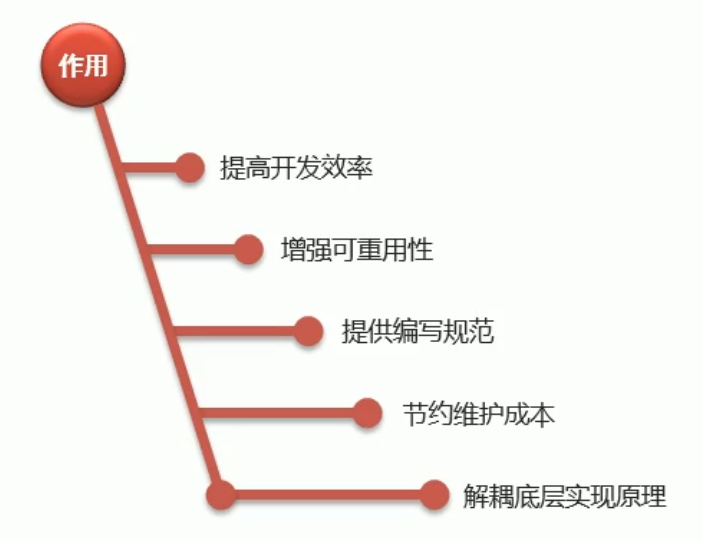 作用
提高开发效率
增强可重用性
提供编写规范
节约维护成本
解耦底层实现原理